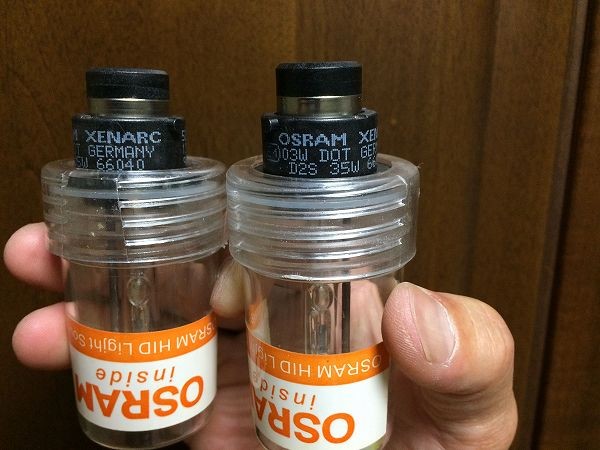 XENARC
GERMANY
66040
OSRAM XEN
03W DOT GE
D2S 35W 66
OSRAM HID Light So
inside
OSRAM
OSRAM HID Light
inside
OSRAM